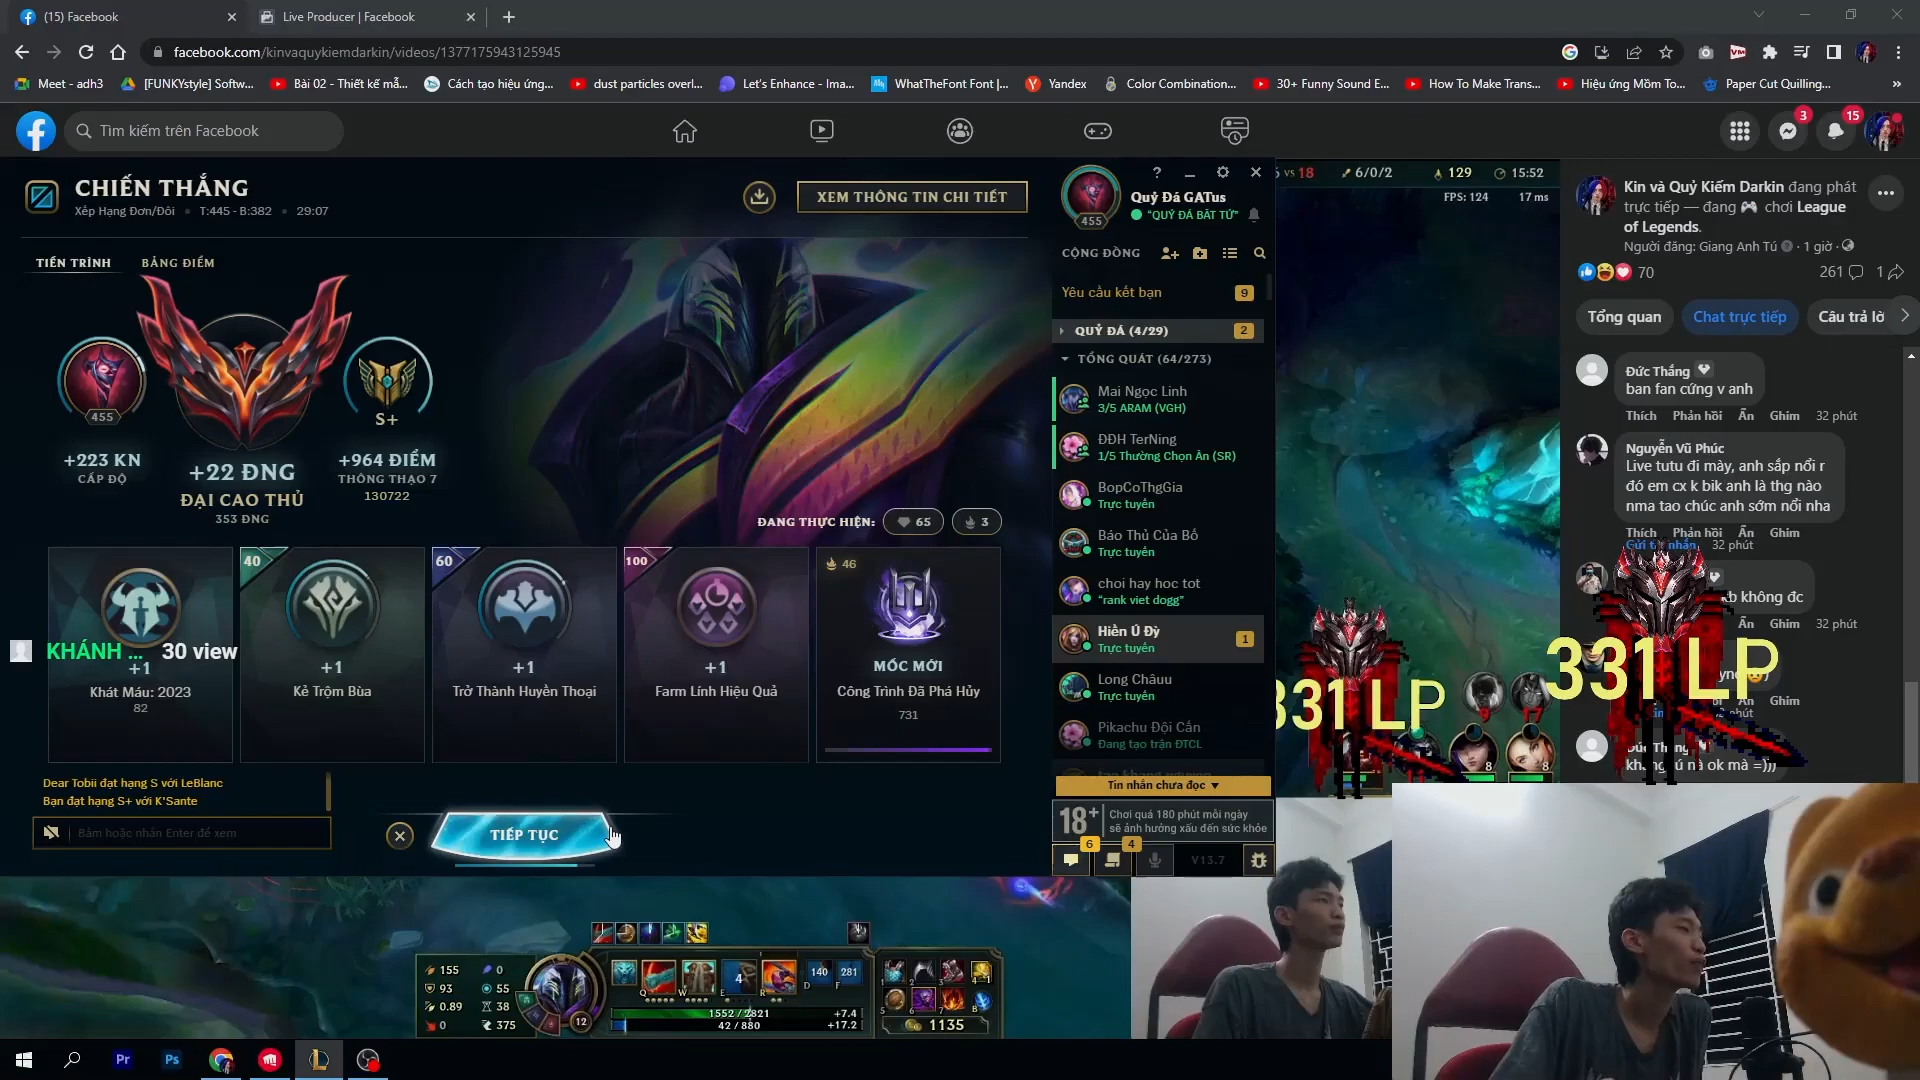 (15) Facebook
Live Producer | Facebook
facebook.com/kinvaquykiemdarkin/videos/1377175943125945
Meet - adh3
[FUNKYstyle] Softw...
Bài 02 - Thiết kế mẫ...
Cách tạo hiệu ứng...
dust particles overl...
Let's Enhance - Ima...
WhatTheFont Font |...
Yandex
Color Combination...
30+ Funny Sound E...
How To Make Trans...
Hiệu ứng Mồm To...
Paper Cut Quilling...
Tìm kiếm trên Facebook
3
15
CHIẾN THẮNG
Xếp Hạng Đơn/Đôi • T:445 - B:382 • 29:07
XEM THÔNG TIN CHI TIẾT
TIẾN TRÌNH
BẢNG ĐIỂM
455
S+
+223 KN
CẤP ĐỘ
+22 ĐNG
ĐẠI CAO THỦ
353 ĐNG
+964 ĐIỂM
THÔNG THẠO 7
130722
ĐANG THỰC HIỆN:
65
3
+1
Khát Máu: 2023
82
40
+1
Kẻ Trộm Bùa
60
+1
Trở Thành Huyền Thoại
100
+1
Farm Lính Hiệu Quả
46
MỐC MỚI
Công Trình Đã Phá Hủy
731
KHÁNH ...
30 view
Dear Tobii đạt hạng S với LeBlanc
Bạn đạt hạng S+ với K'Sante
Bấm hoặc nhấn Enter để xem
TIẾP TỤC
455
Quỷ Đá GATus
"QUỶ ĐÁ BẤT TỬ"
CỘNG ĐỒNG
Yêu cầu kết bạn
9
QUỶ ĐÁ (4/29)
2
TỔNG QUÁT (64/273)
Mai Ngọc Linh
3/5 ARAM (VGH)
ĐĐH TerNing
1/5 Thường Chọn Ẩn (SR)
BopCoThgGia
Trực tuyến
Báo Thủ Của Bố
Trực tuyến
choi hay hoc tot
"rank viet dogg"
Hiền Ú Đỳ
1
Trực tuyến
Long Châuu
Trực tuyến
Pikachu Đội Cấn
Đang tạo trận ĐTCL
Tin nhắn chưa đọc
18+
Chơi quá 180 phút mỗi ngày
sẽ ảnh hưởng xấu đến sức khỏe
6
4
V13.7
vs 18
6/0/2
129
15:52
FPS: 124
17 ms
331 LP
331 LP
8
8
Kin và Quỷ Kiếm Darkin đang phát
trực tiếp — đang chơi League
of Legends.
Người đăng: Giang Anh Tú · 1 giờ ·
70
261
1
Tổng quan
Chat trực tiếp
Câu trả lờ
Đức Thắng
ban fan cứng v anh
Thích Phản hồi Ẩn Ghim 32 phút
Nguyễn Vũ Phúc
Live tutu đi mày, anh sắp nổi r
đó em cx k bik anh là thg nào
nma tao chúc anh sớm nổi nha
Thích Phản hồi Ẩn Ghim
32 phút
b không đc
Ẩn Ghim 32 phút
Ghim
155
0
93
55
0.89
38
0
375
12
Q
W
E
R
4
140
281
D
F
1552 / 2821
+7.4
42 / 880
+17.2
1
2
3
4
5
6
7
B
1135
Pr
Ps